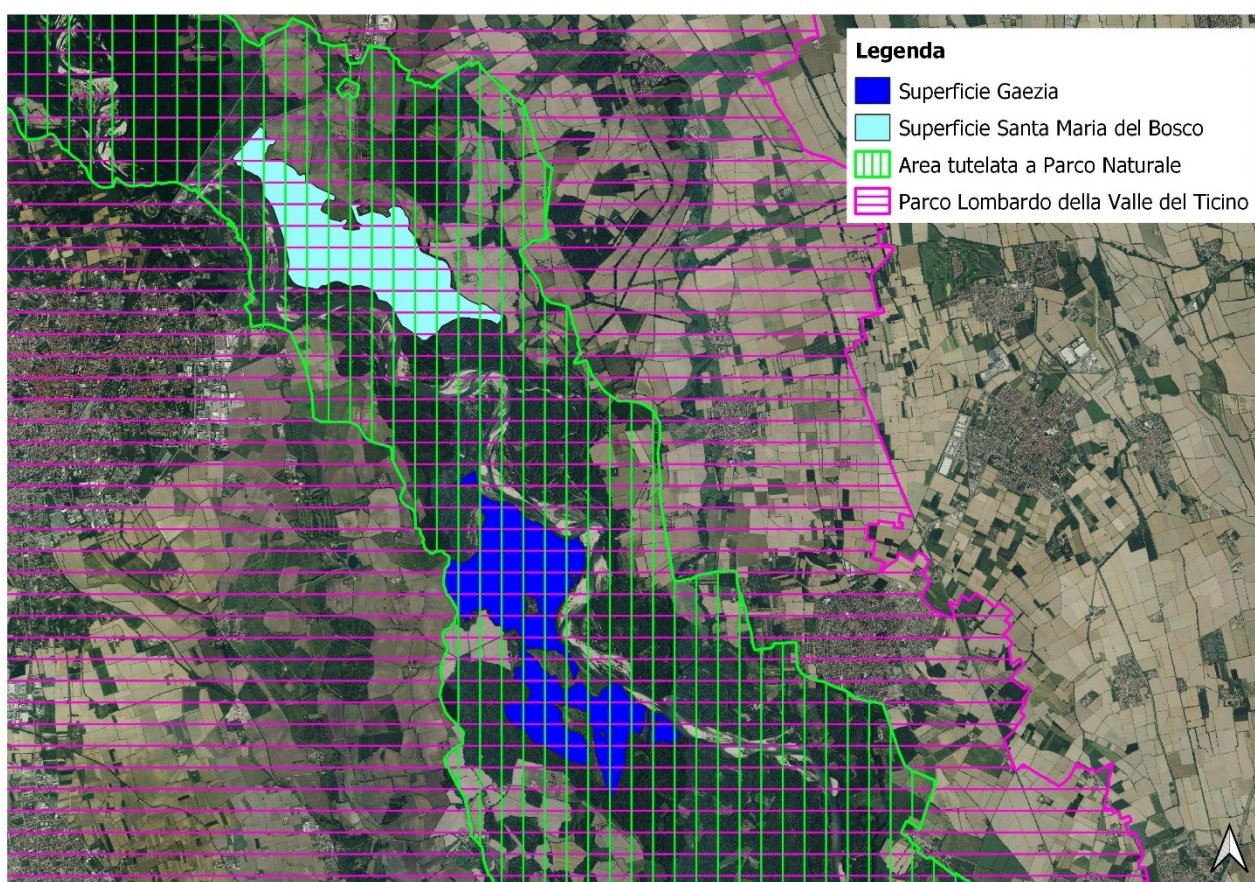 Legenda
Superficie Gaezia
Superficie Santa Maria del Bosco
Area tutelata a Parco Naturale
Parco Lombardo della Valle del Ticino